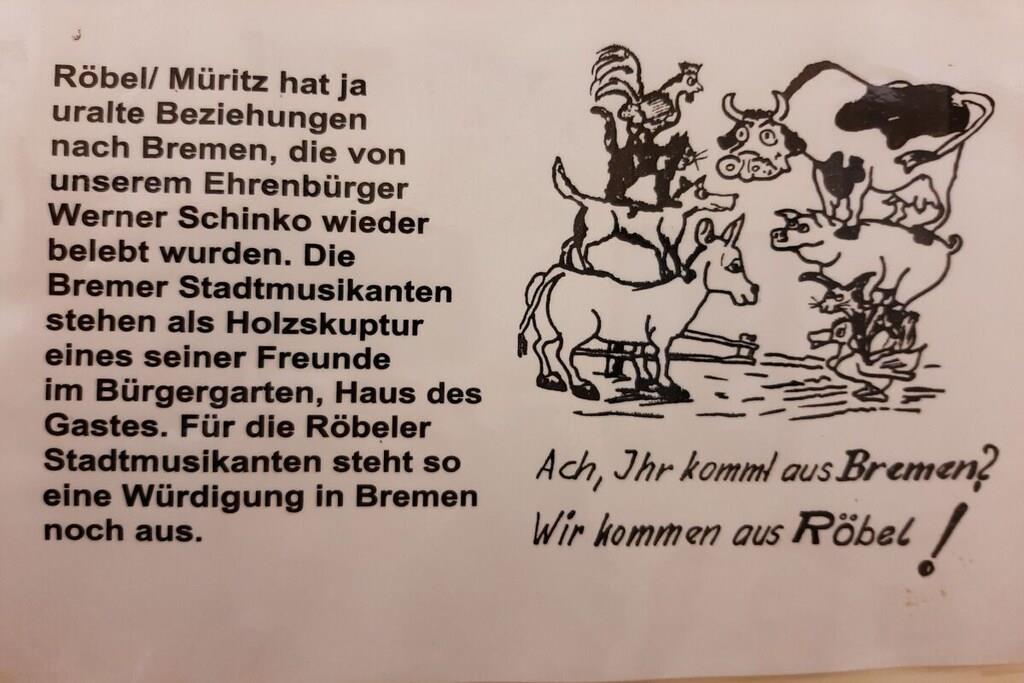 Röbel/ Müritz hat ja
uralte Beziehungen
nach Bremen, die von
unserem Ehrenbürger
Werner Schinko wieder
belebt wurden. Die
Bremer Stadtmusikanten
stehen als Holzskuptur
eines seiner Freunde
im Bürgergarten, Haus des
Gastes. Für die Röbeler
Stadtmusikanten steht so
eine Würdigung in Bremen
noch aus.
Ach, Ihr kommt aus Bremen?
Wir kommen aus Röbel!